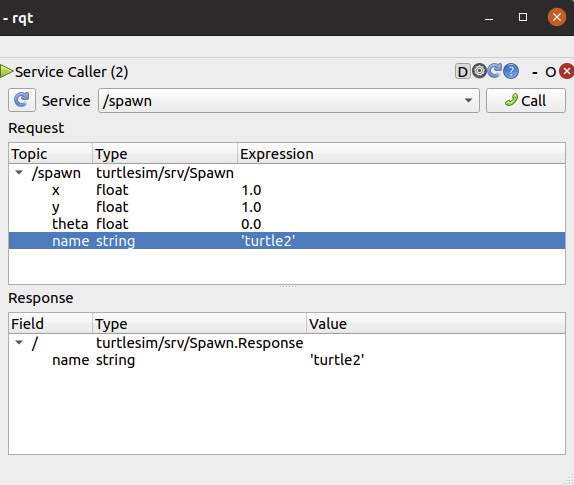 - rqt
Service Caller (2) D ? - O
Service /spawn Call
Request
Topic Type Expression
/spawn turtlesim/srv/Spawn
x float 1.0
y float 1.0
theta float 0.0
name string 'turtle2'
Response
Field Type Value
/ turtlesim/srv/Spawn.Response
name string 'turtle2'